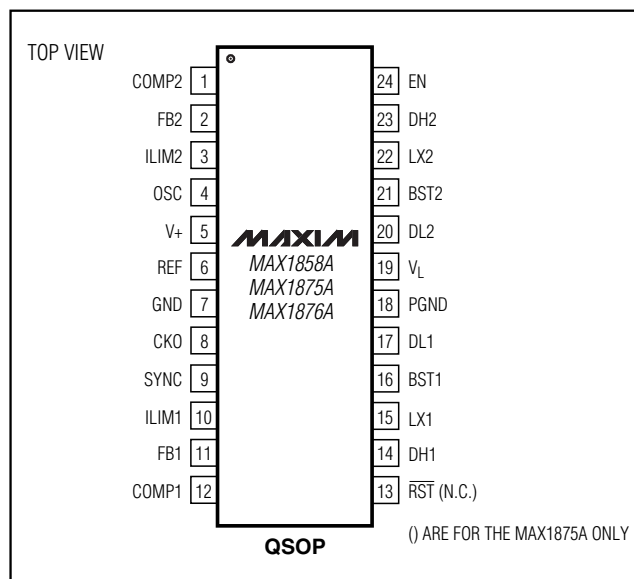 TOP VIEW
COMP2 1
FB2 2
ILIM2 3
OSC 4
V+ 5
REF 6
GND 7
CKO 8
SYNC 9
ILIM1 10
FB1 11
COMP1 12
MAXIM
MAX1858A
MAX1875A
MAX1876A
24 EN
23 DH2
22 LX2
21 BST2
20 DL2
19 VL
18 PGND
17 DL1
16 BST1
15 LX1
14 DH1
13 RST (N.C.)
QSOP
() ARE FOR THE MAX1875A ONLY